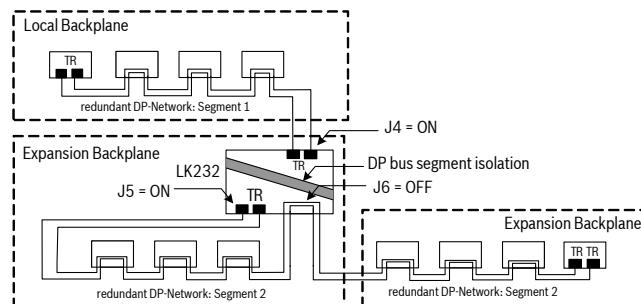 Local Backplane
TR
redundant DP-Network: Segment 1
J4 = ON
TR
Expansion Backplane
LK232
DP bus segment isolation
J5 = ON
TR
J6 = OFF
Expansion Backplane
TR TR
redundant DP-Network: Segment 2
redundant DP-Network: Segment 2